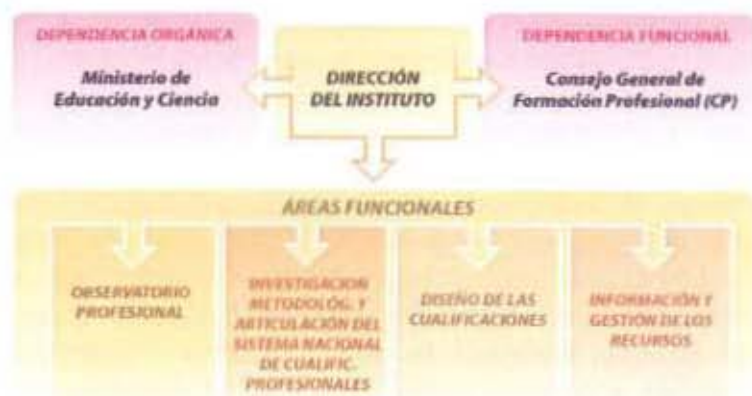 DEPENDENCIA ORGÁNICA
Ministerio de
Educación y Ciencia
DIRECCIÓN
DEL INSTITUTO
DEPENDENCIA FUNCIONAL
Consejo General de
Formación Profesional (CP)
ÁREAS FUNCIONALES
OBSERVATORIO
PROFESIONAL
INVESTIGACIÓN
METODOLÓG. Y
ARTICULACIÓN DEL
SISTEMA NACIONAL
DE CUALIFIC.
PROFESIONALES
DISEÑO DE LAS
CUALIFICACIONES
INFORMACIÓN Y
GESTIÓN DE LOS
RECURSOS